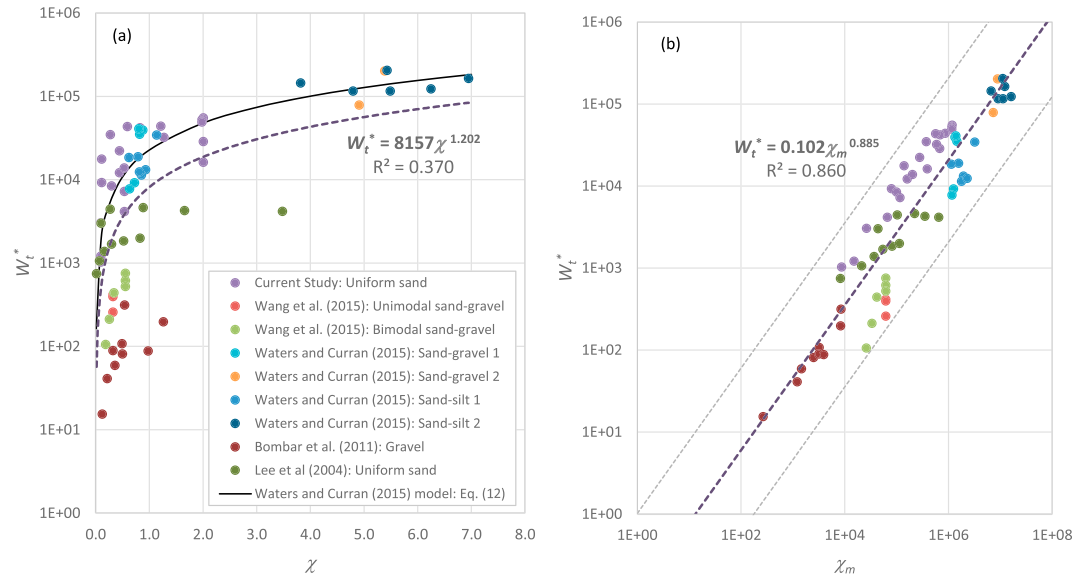 (a)
1E+06
1E+05
1E+04
1E+03
1E+02
1E+01
1E+00
Wt*
Wt* = 8157χ^1.202
R² = 0.370
Current Study: Uniform sand
Wang et al. (2015): Unimodal sand-gravel
Wang et al. (2015): Bimodal sand-gravel
Waters and Curran (2015): Sand-gravel 1
Waters and Curran (2015): Sand-gravel 2
Waters and Curran (2015): Sand-silt 1
Waters and Curran (2015): Sand-silt 2
Bombar et al. (2011): Gravel
Lee et al (2004): Uniform sand
Waters and Curran (2015) model: Eq. (12)
0.0 1.0 2.0 3.0 4.0 5.0 6.0 7.0 8.0
χ
(b)
1E+06
1E+05
1E+04
1E+03
1E+02
1E+01
1E+00
Wt*
Wt* = 0.102χm^0.885
R² = 0.860
1E+00 1E+02 1E+04 1E+06 1E+08
χm